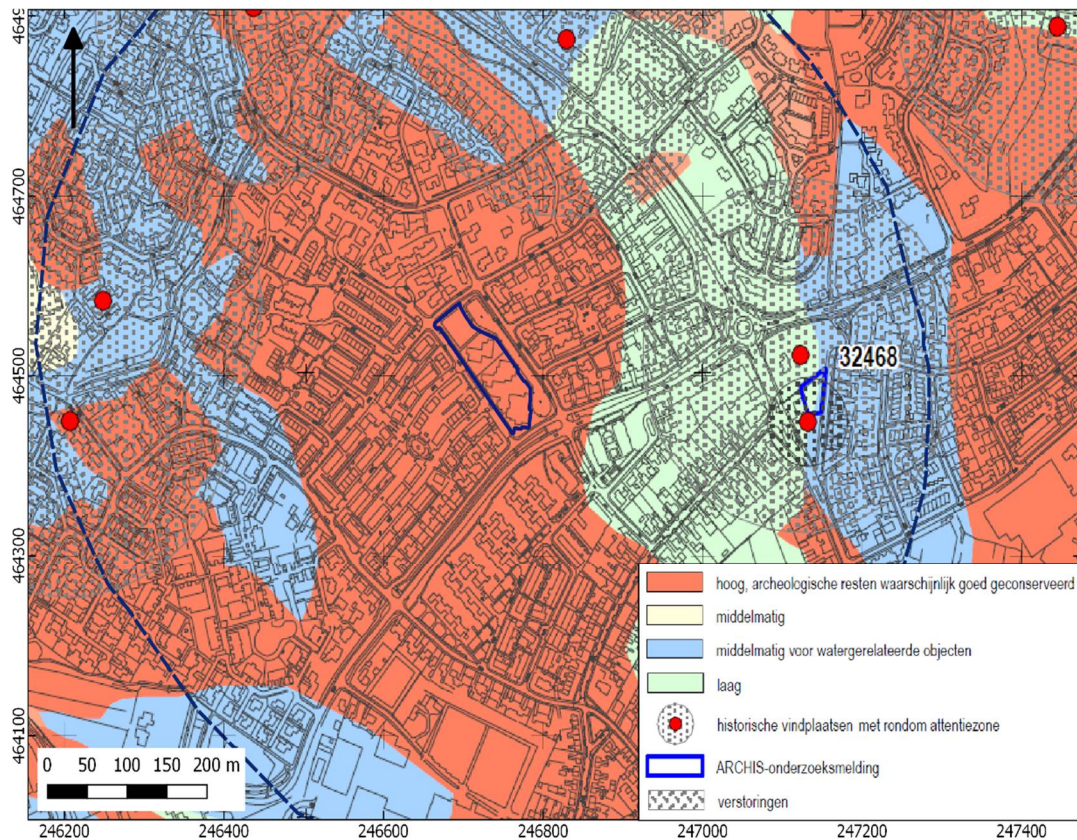 4649
464700
464500
464300
464100
32468
hoog, archeologische resten waarschijnlijk goed geconserveerd
middelmatig
middelmatig voor watergerelateerde objecten
laag
historische vindplaatsen met rondom attentiezone
ARCHIS-onderzoeksmelding
verstoringen
0 50 100 150 200 m
246200 246400 246600 246800 247000 247200 247400